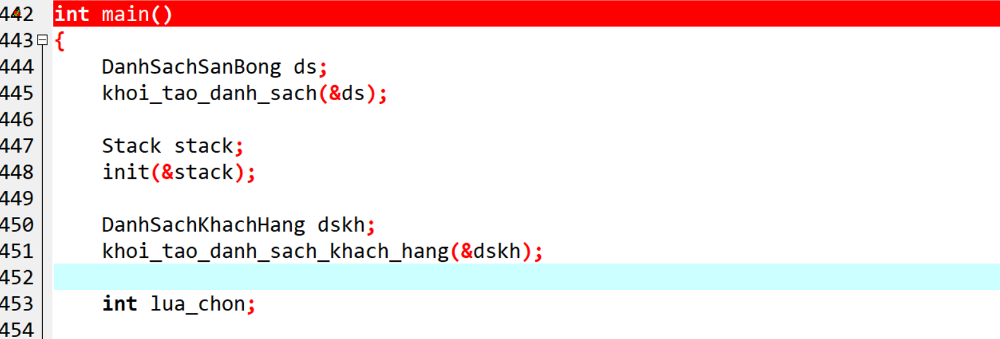 442 int main()
443 {
444 DanhSachSanBong ds;
445 khoi_tao_danh_sach(&ds);
446
447 Stack stack;
448 init(&stack);
449
450 DanhSachKhachHang dskh;
451 khoi_tao_danh_sach_khach_hang(&dskh);
452
453 int lua_chon;
454